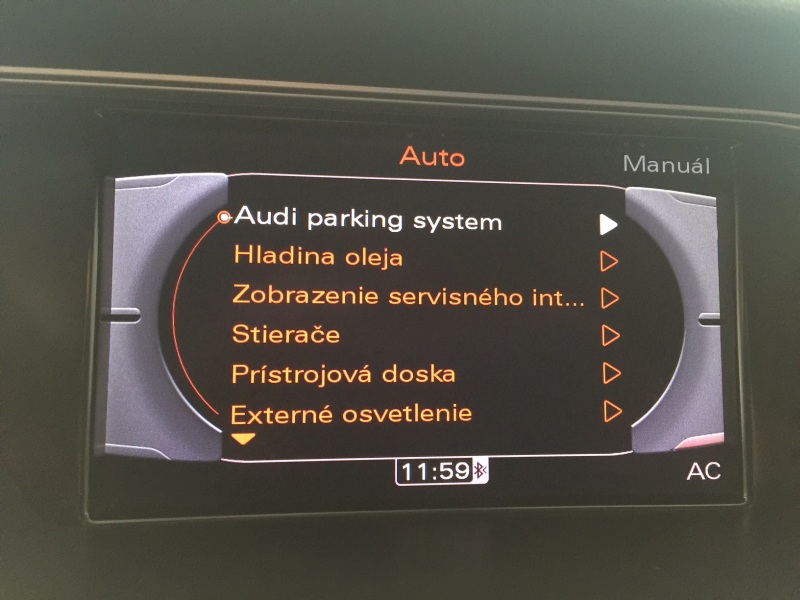 Auto
Manuál
Audi parking system
Hladina oleja
Zobrazenie servisného int...
Stierače
Prístrojová doska
Externé osvetlenie
11:59
AC